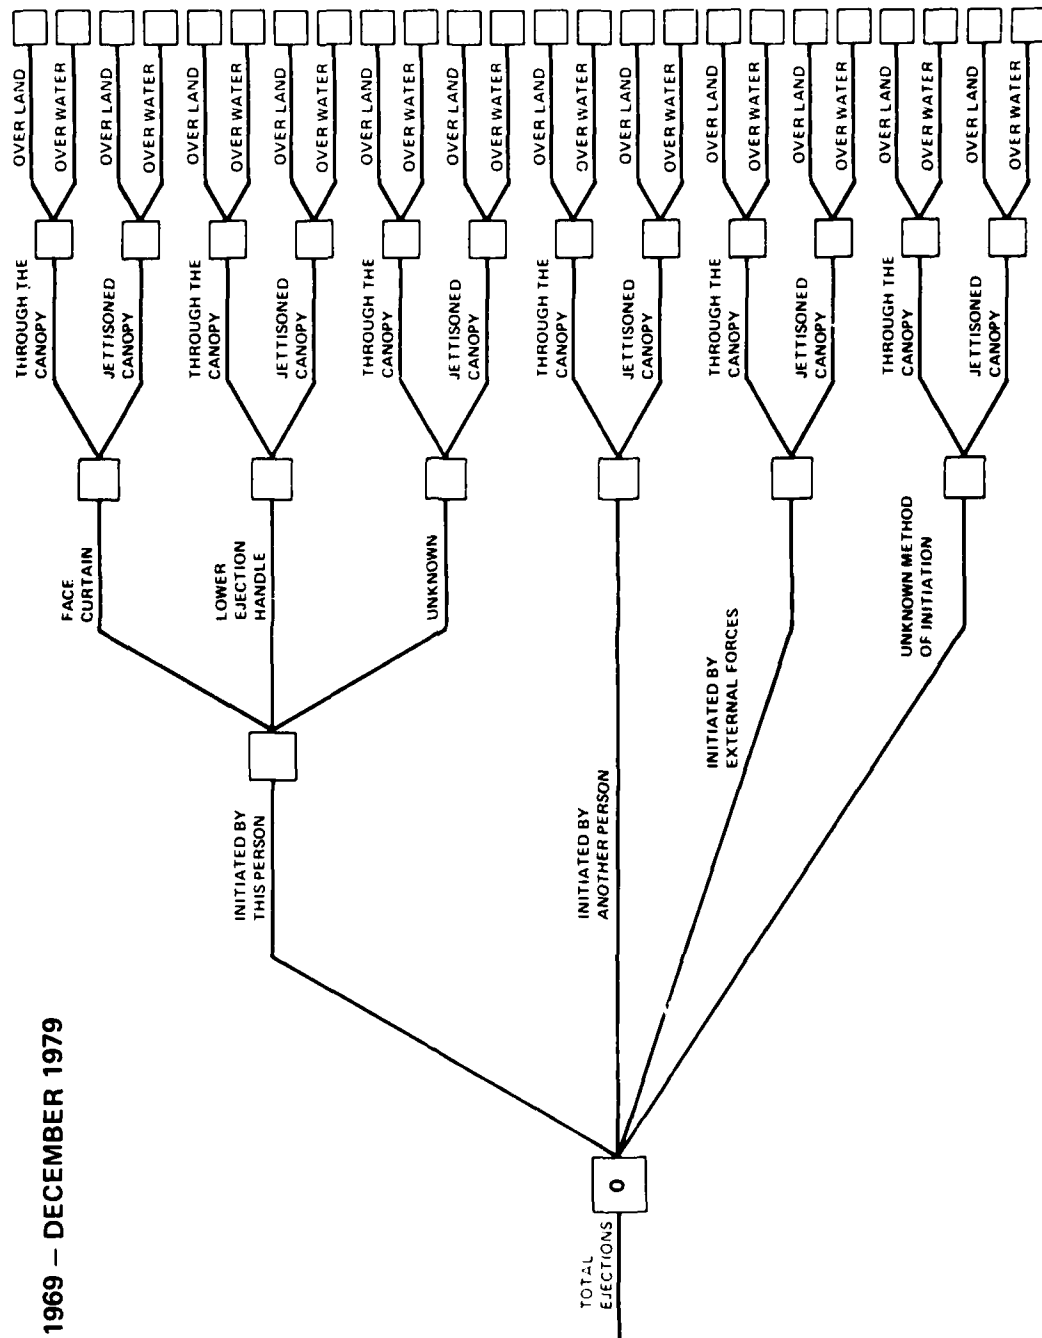 1969 – DECEMBER 1979
TOTAL
EJECTIONS
0
INITIATED BY
THIS PERSON
FACE
CURTAIN
THROUGH THE
CANOPY
OVER LAND
OVER WATER
JETTISONED
CANOPY
OVER LAND
OVER WATER
LOWER
EJECTION
HANDLE
THROUGH THE
CANOPY
OVER LAND
OVER WATER
JETTISONED
CANOPY
OVER LAND
OVER WATER
UNKNOWN
THROUGH THE
CANOPY
OVER LAND
OVER WATER
JETTISONED
CANOPY
OVER LAND
OVER WATER
INITIATED BY
ANOTHER PERSON
THROUGH THE
CANOPY
OVER LAND
OVER WATER
JETTISONED
CANOPY
OVER LAND
OVER WATER
INITIATED BY
EXTERNAL FORCES
THROUGH THE
CANOPY
OVER LAND
OVER WATER
JETTISONED
CANOPY
OVER LAND
OVER WATER
UNKNOWN METHOD
OF INITIATION
THROUGH THE
CANOPY
OVER LAND
OVER WATER
JETTISONED
CANOPY
OVER LAND
OVER WATER